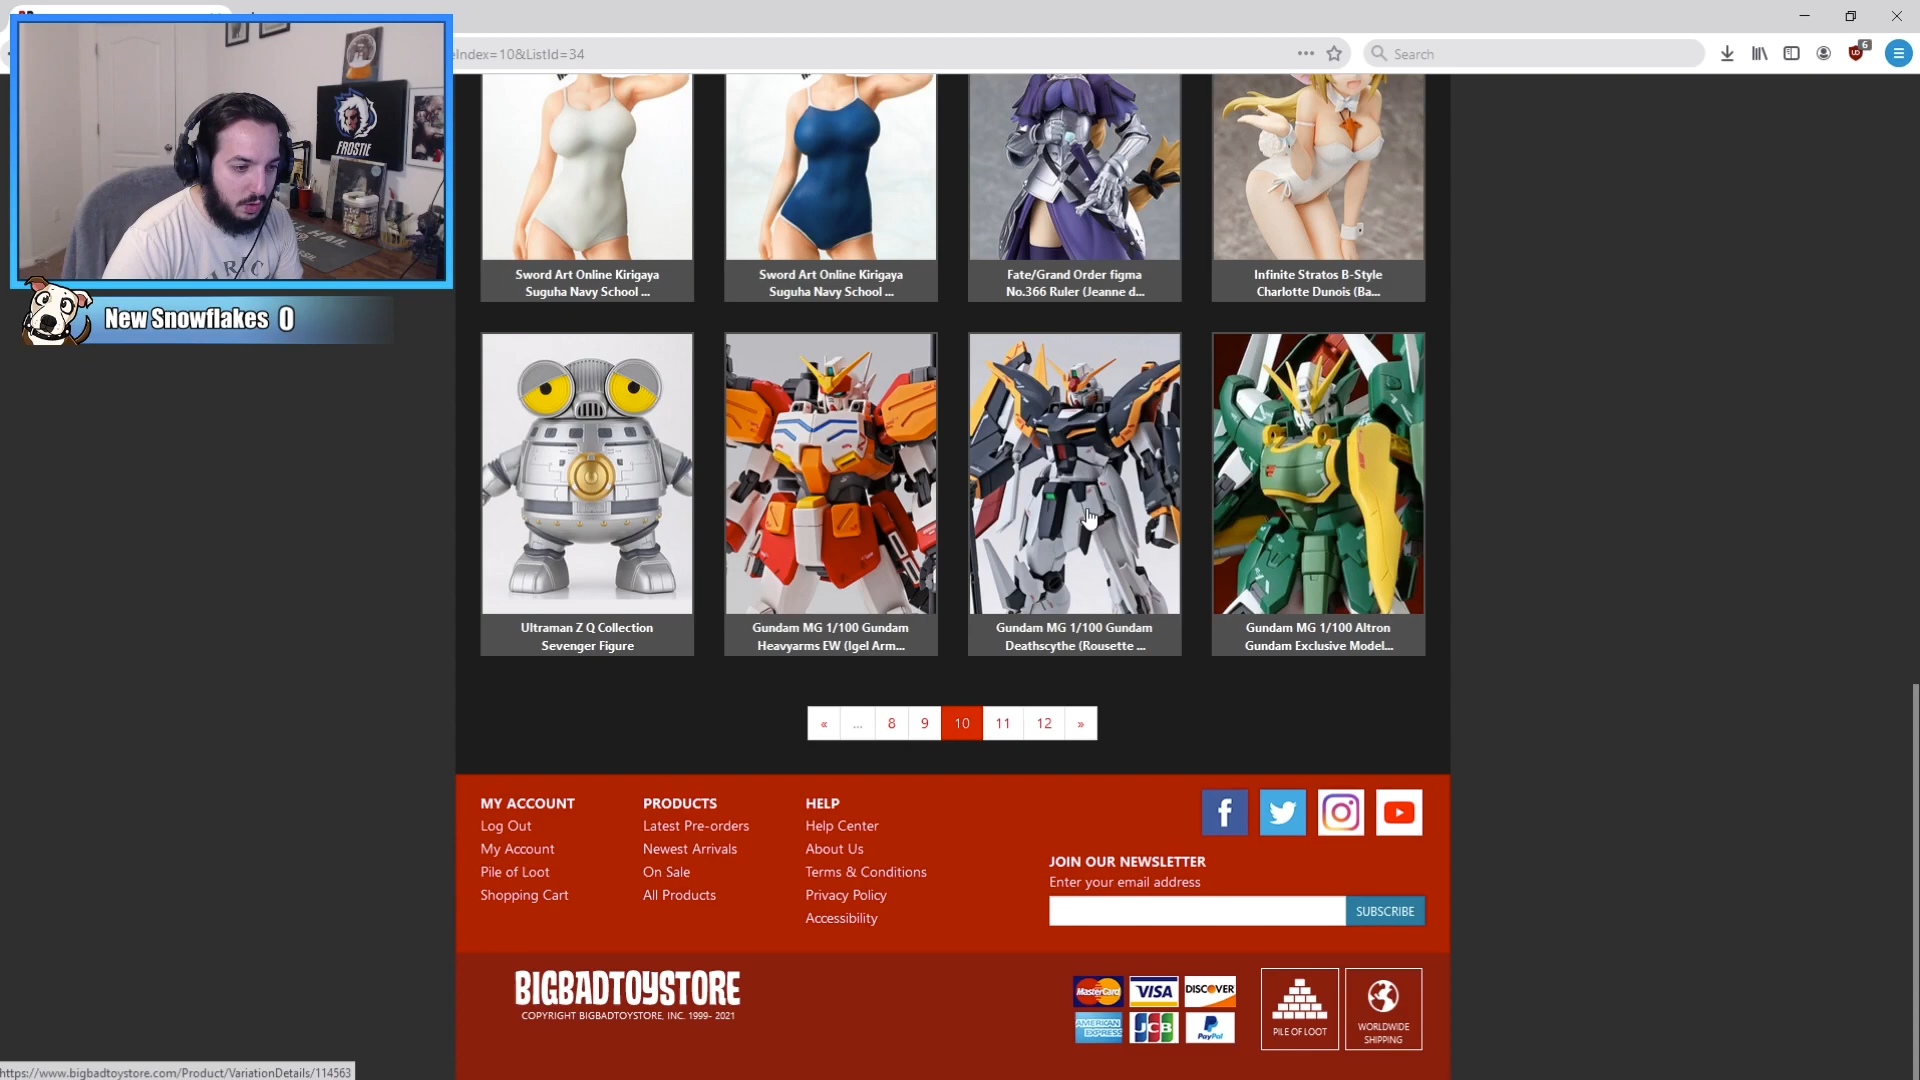 eIndex=10&ListId=34
Search
6
FROSTIE
New Snowflakes 0
Sword Art Online Kirigaya
Suguha Navy School ...
Sword Art Online Kirigaya
Suguha Navy School ...
Fate/Grand Order figma
No.366 Ruler (Jeanne d...
Infinite Stratos B-Style
Charlotte Dunois (Ba...
Ultraman Z Q Collection
Sevenger Figure
Gundam MG 1/100 Gundam
Heavyarms EW (Igel Arm...
Gundam MG 1/100 Gundam
Deathscythe (Rousette ...
Gundam MG 1/100 Altron
Gundam Exclusive Model...
« ... 8 9 10 11 12 »
MY ACCOUNT
Log Out
My Account
Pile of Loot
Shopping Cart
PRODUCTS
Latest Pre-orders
Newest Arrivals
On Sale
All Products
HELP
Help Center
About Us
Terms & Conditions
Privacy Policy
Accessibility
JOIN OUR NEWSLETTER
Enter your email address
SUBSCRIBE
BIGBADTOYSTORE
COPYRIGHT BIGBADTOYSTORE, INC. 1999- 2021
MasterCard VISA DISCOVER
AMERICAN EXPRESS JCB PayPal
PILE OF LOOT
WORLDWIDE
SHIPPING
https://www.bigbadtoystore.com/Product/VariationDetails/114563